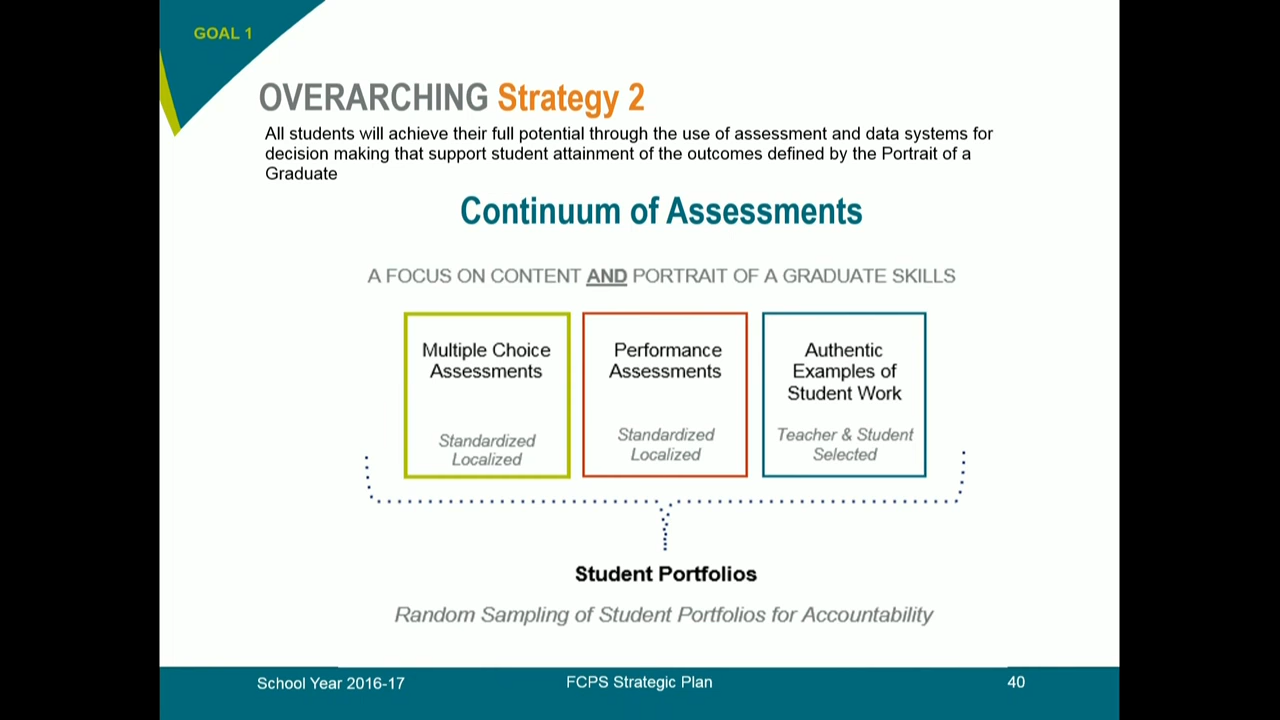 GOAL 1
OVERARCHING Strategy 2
All students will achieve their full potential through the use of assessment and data systems for
decision making that support student attainment of the outcomes defined by the Portrait of a
Graduate
Continuum of Assessments
A FOCUS ON CONTENT AND PORTRAIT OF A GRADUATE SKILLS
Multiple Choice
Assessments
Standardized
Localized
Performance
Assessments
Standardized
Localized
Authentic
Examples of
Student Work
Teacher & Student
Selected
Student Portfolios
Random Sampling of Student Portfolios for Accountability
School Year 2016-17
FCPS Strategic Plan
40